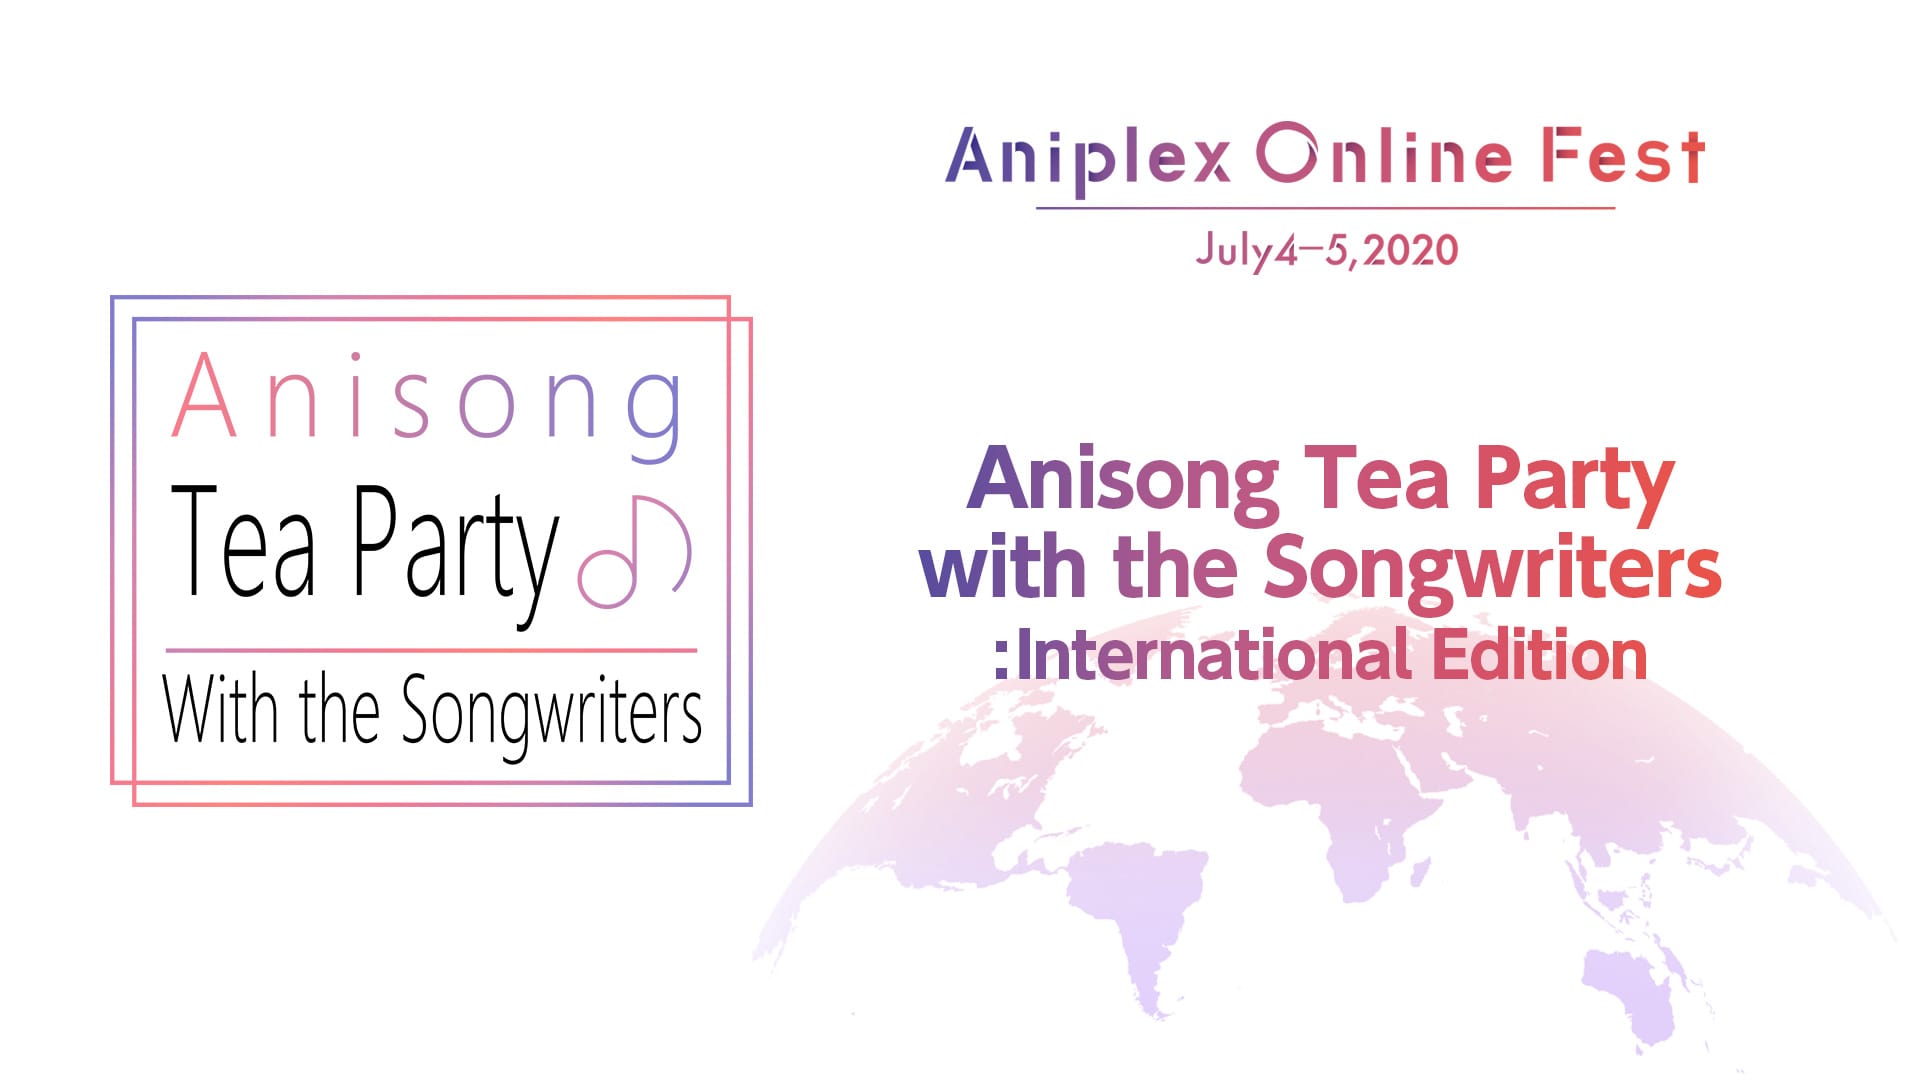 Anisong
Tea Party
With the Songwriters
Aniplex Online Fest
July4–5,2020
Anisong Tea Party
with the Songwriters
:International Edition